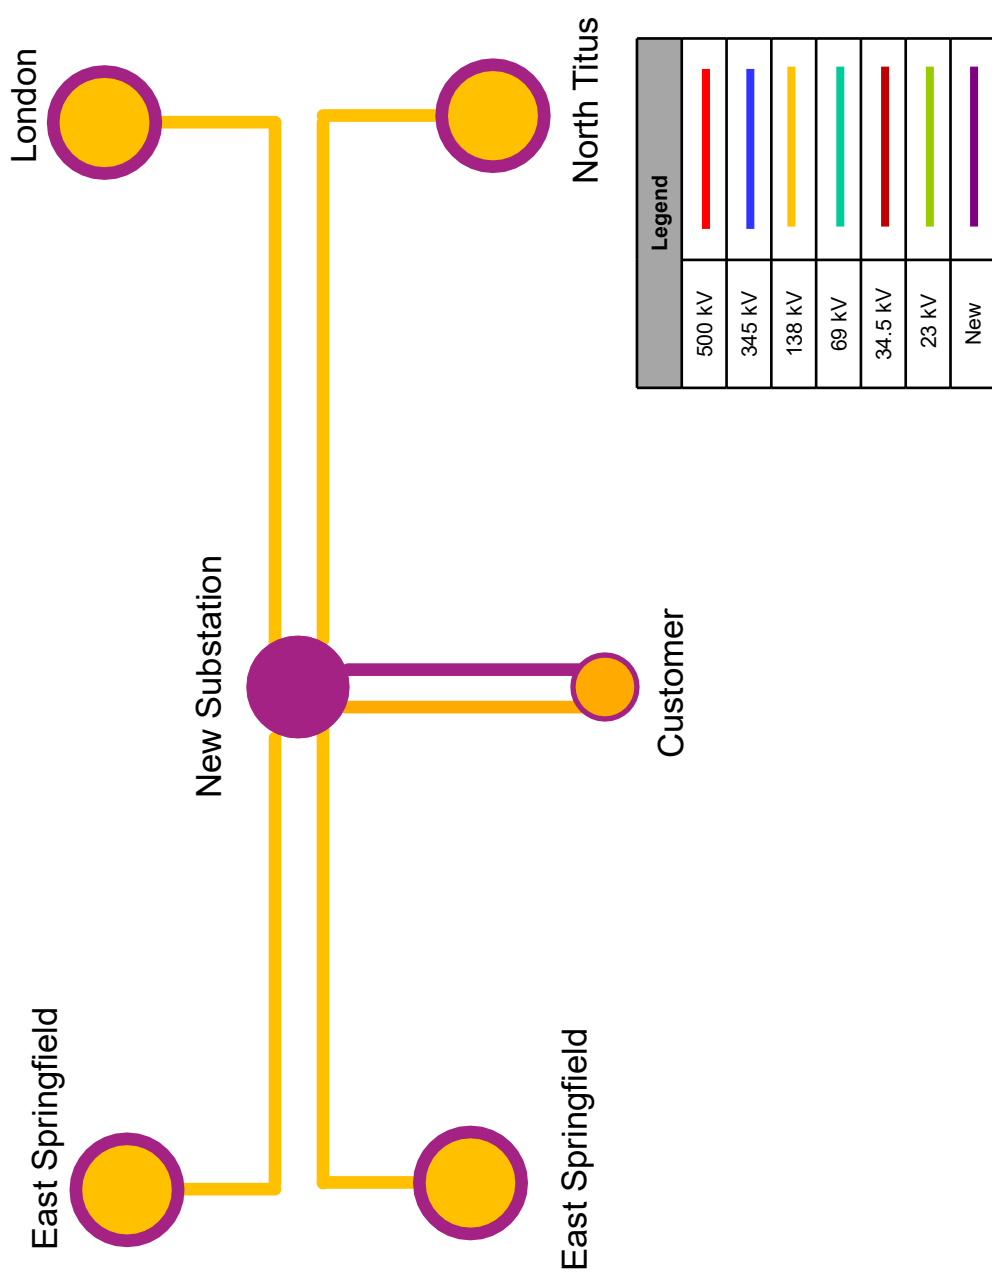 East Springfield
New Substation
London
East Springfield
Customer
North Titus
Legend
500 kV
345 kV
138 kV
69 kV
34.5 kV
23 kV
New